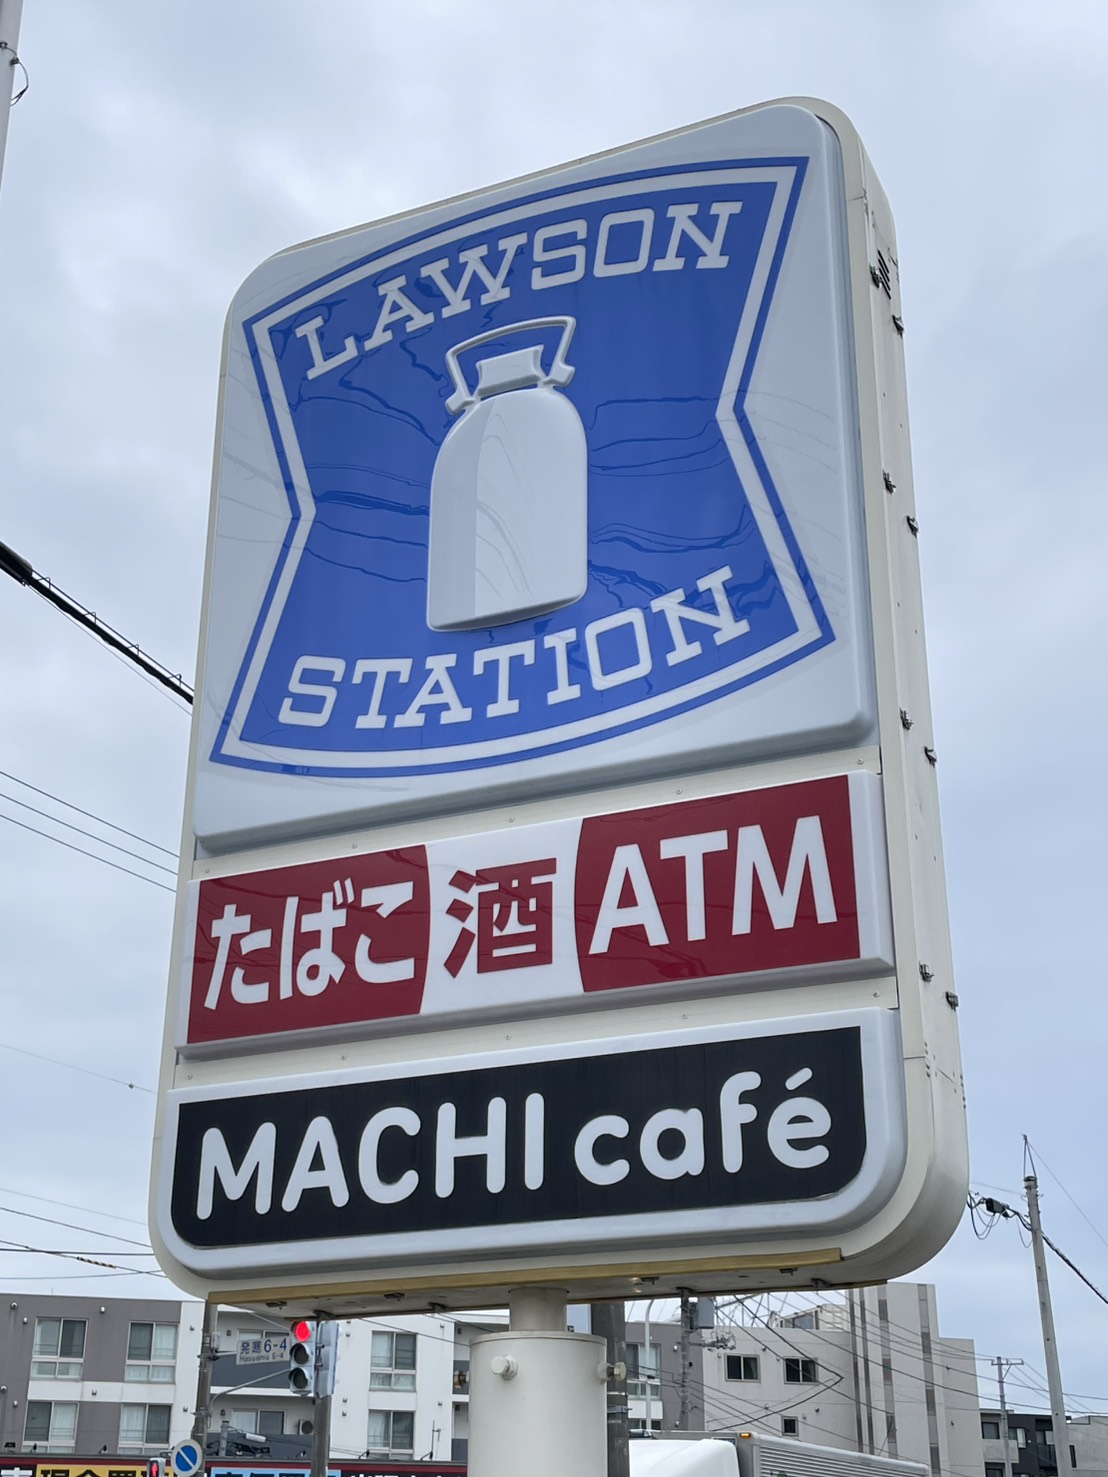 LAWSON
STATION
たばこ 酒 ATM
MACHI café
発寒6-4
Hassamu 6-4